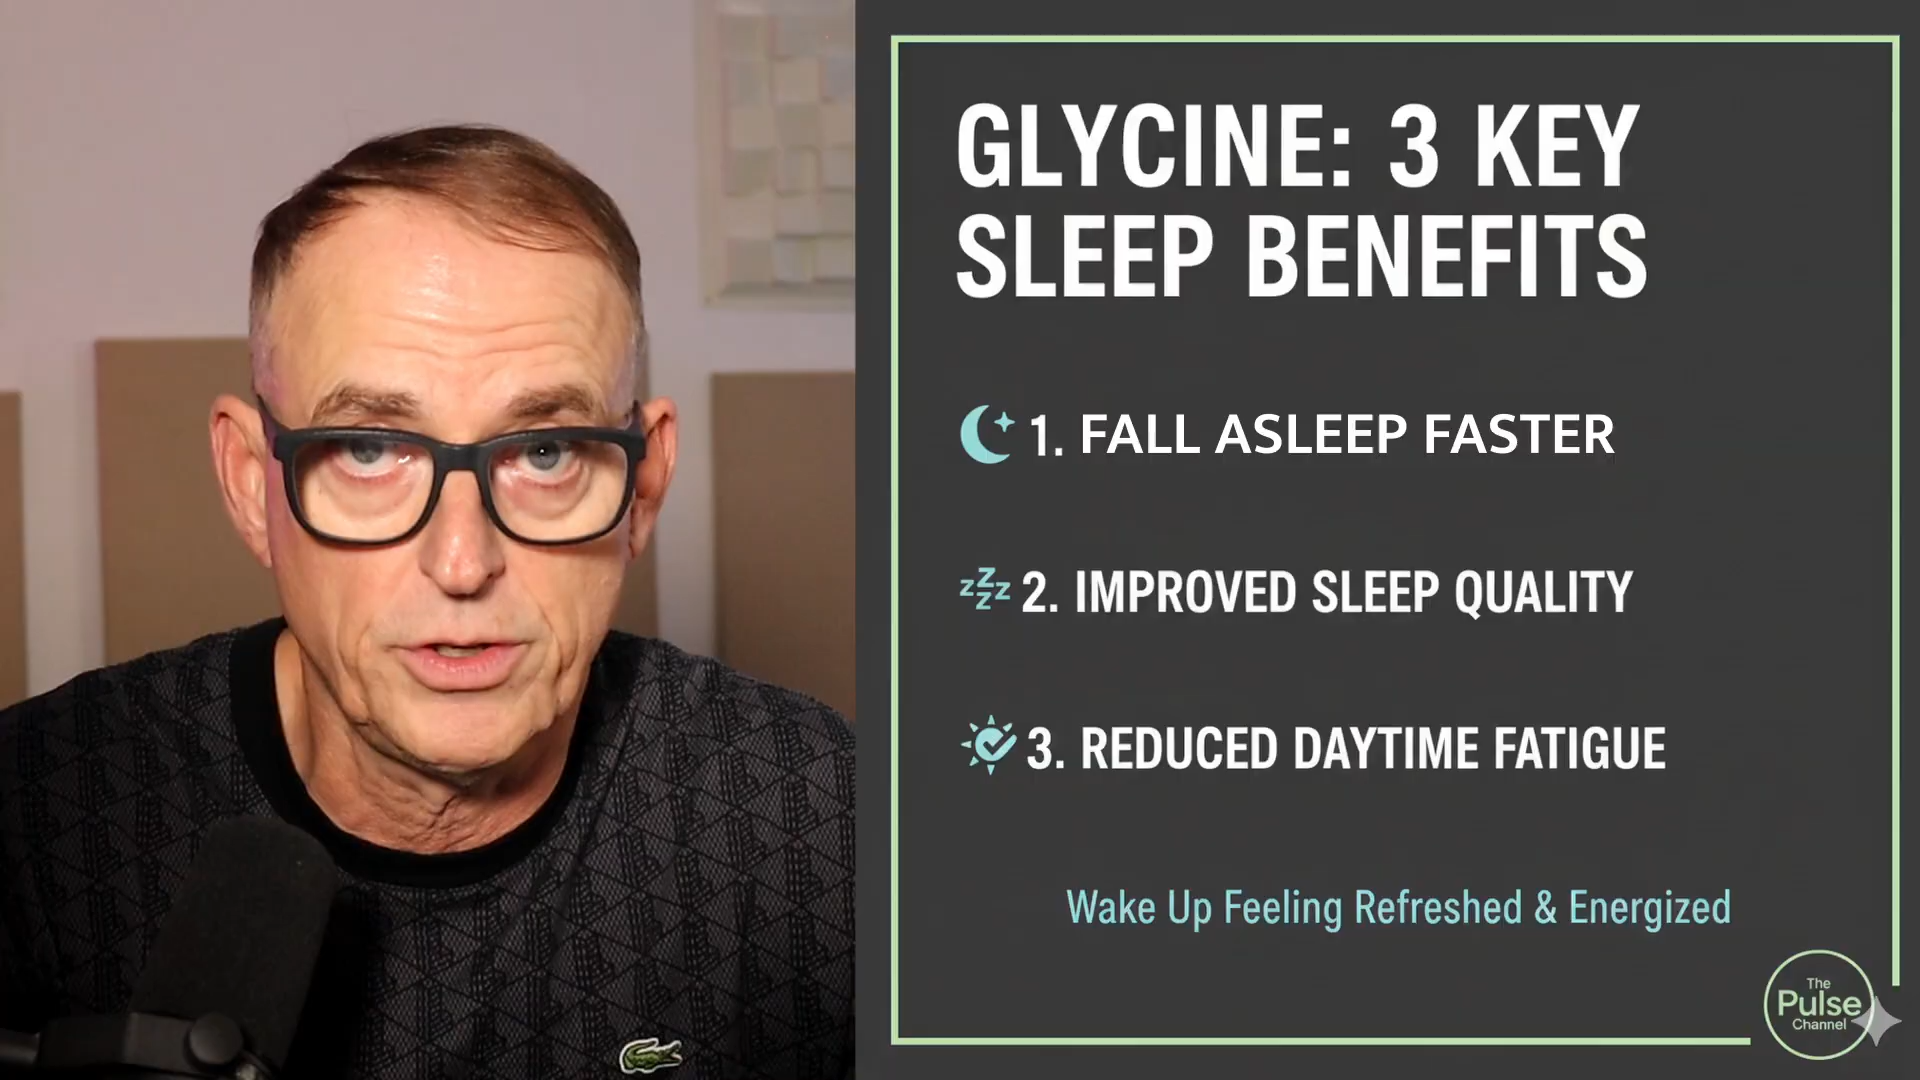 GLYCINE: 3 KEY
SLEEP BENEFITS
1. FALL ASLEEP FASTER
zzzz 2. IMPROVED SLEEP QUALITY
3. REDUCED DAYTIME FATIGUE
Wake Up Feeling Refreshed & Energized
The
Pulse
Channel